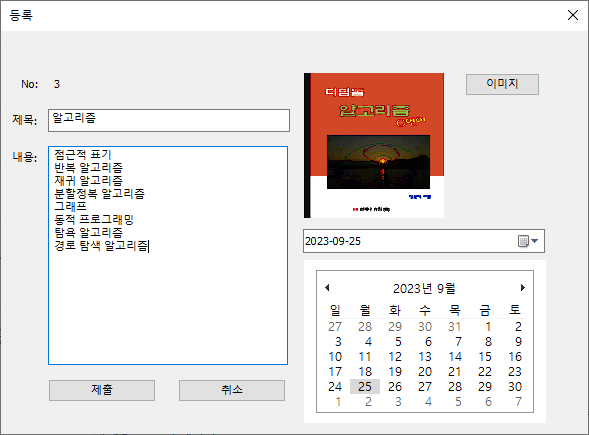 등록
No: 3
이미지
디딤돌
알고리즘
제목: 알고리즘
내용: 점근적 표기
반복 알고리즘
재귀 알고리즘
분할정복 알고리즘
그래프
동적 프로그래밍
탐욕 알고리즘
경로 탐색 알고리즘
2023-09-25
2023년 9월
일 월 화 수 목 금 토
27 28 29 30 31 1 2
3 4 5 6 7 8 9
10 11 12 13 14 15 16
17 18 19 20 21 22 23
24 25 26 27 28 29 30
1 2 3 4 5 6 7
제출 취소